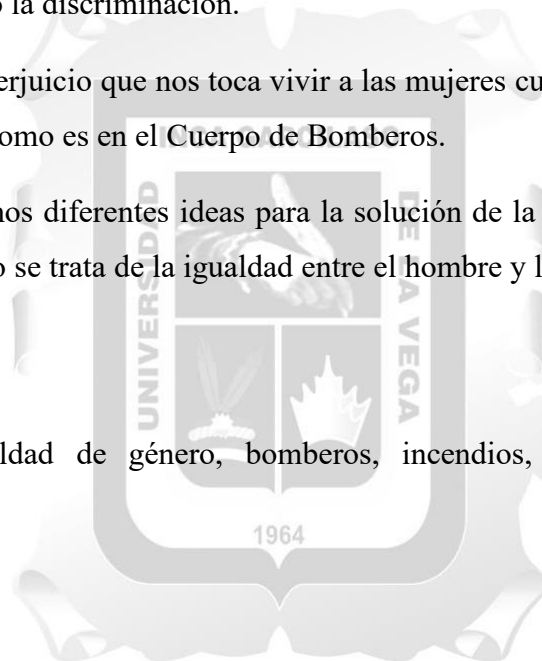 o la discriminación.
erjuicio que nos toca vivir a las mujeres cu
omo es en el Cuerpo de Bomberos.
nos diferentes ideas para la solución de la
o se trata de la igualdad entre el hombre y l
ldad de género, bomberos, incendios,
UNIVERSIDAD
INCA GARCILASO
DE LA VEGA
1964